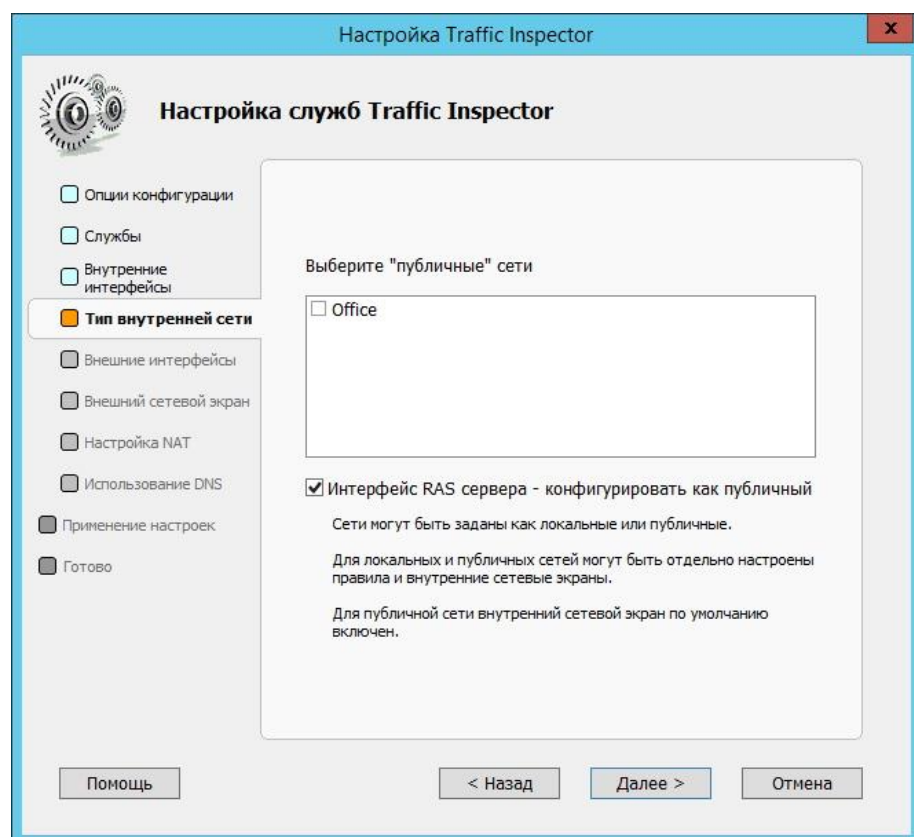 Настройка Traffic Inspector
x
Настройка служб Traffic Inspector
Опции конфигурации
Службы
Внутренние
интерфейсы
Тип внутренней сети
Внешние интерфейсы
Внешний сетевой экран
Настройка NAT
Использование DNS
Применение настроек
Готово
Выберите "публичные" сети
Office
Интерфейс RAS сервера - конфигурировать как публичный
Сети могут быть заданы как локальные или публичные.
Для локальных и публичных сетей могут быть отдельно настроены
правила и внутренние сетевые экраны.
Для публичной сети внутренний сетевой экран по умолчанию
включен.
Помощь
< Назад
Далее >
Отмена